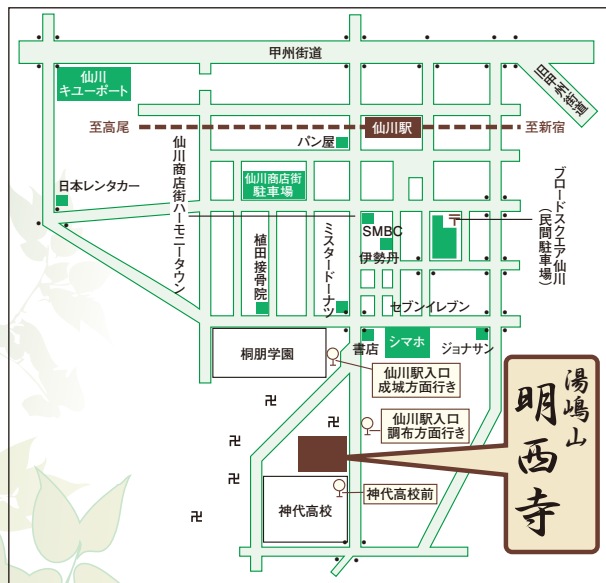 甲州街道
旧甲州街道
仙川
キユーポート
至高尾
仙川駅
至新宿
パン屋
仙川商店街
駐車場
日本レンタカー
仙川商店街ハーモニータウン
植田接骨院
ミスタードーナツ
SMBC
伊勢丹
〒
ブロードスクエア仙川
(民間駐車場)
セブンイレブン
桐朋学園
書店
シマホ
ジョナサン
仙川駅入口
成城方面行き
卍
卍
仙川駅入口
調布方面行き
卍
卍
卍
神代高校
神代高校前
湯嶋山
明西寺